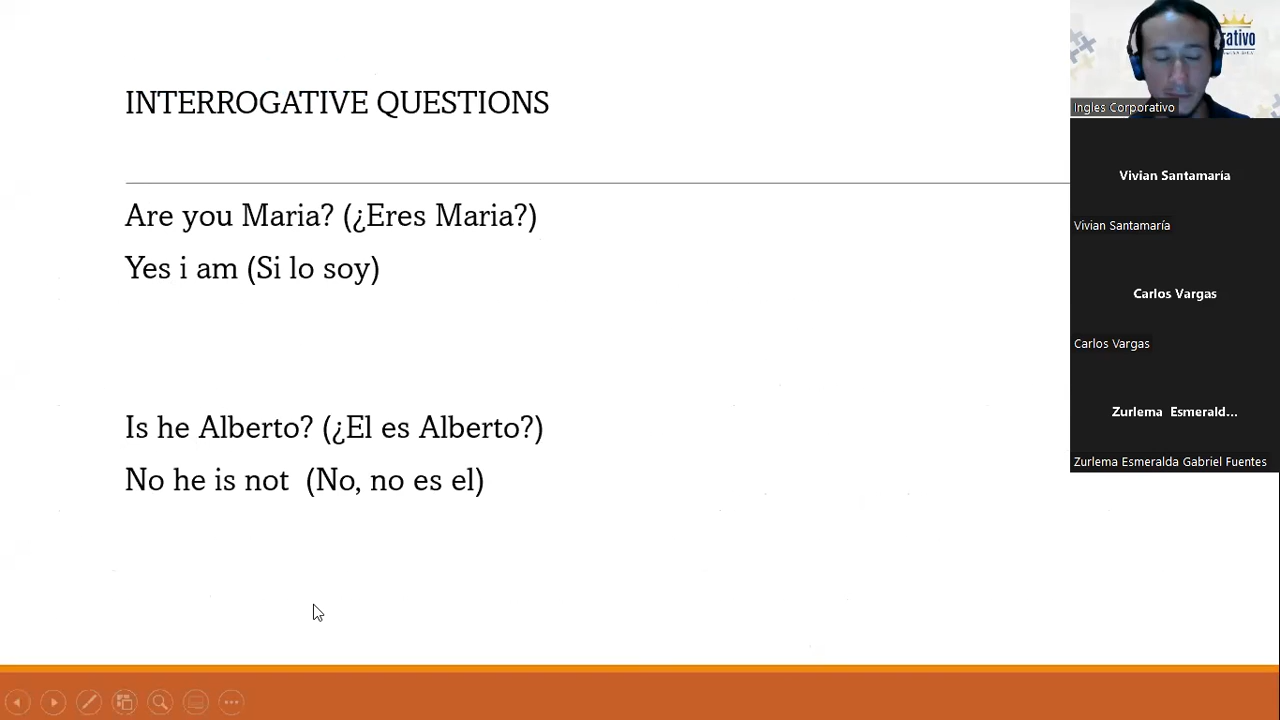 INTERROGATIVE QUESTIONS
Are you Maria? (¿Eres Maria?)
Yes i am (Si lo soy)
Is he Alberto? (¿El es Alberto?)
No he is not (No, no es el)
rativo
Ingles Corporativo
Vivian Santamaría
Vivian Santamaría
Carlos Vargas
Carlos Vargas
Zurlema Esmerald...
Zurlema Esmeralda Gabriel Fuentes